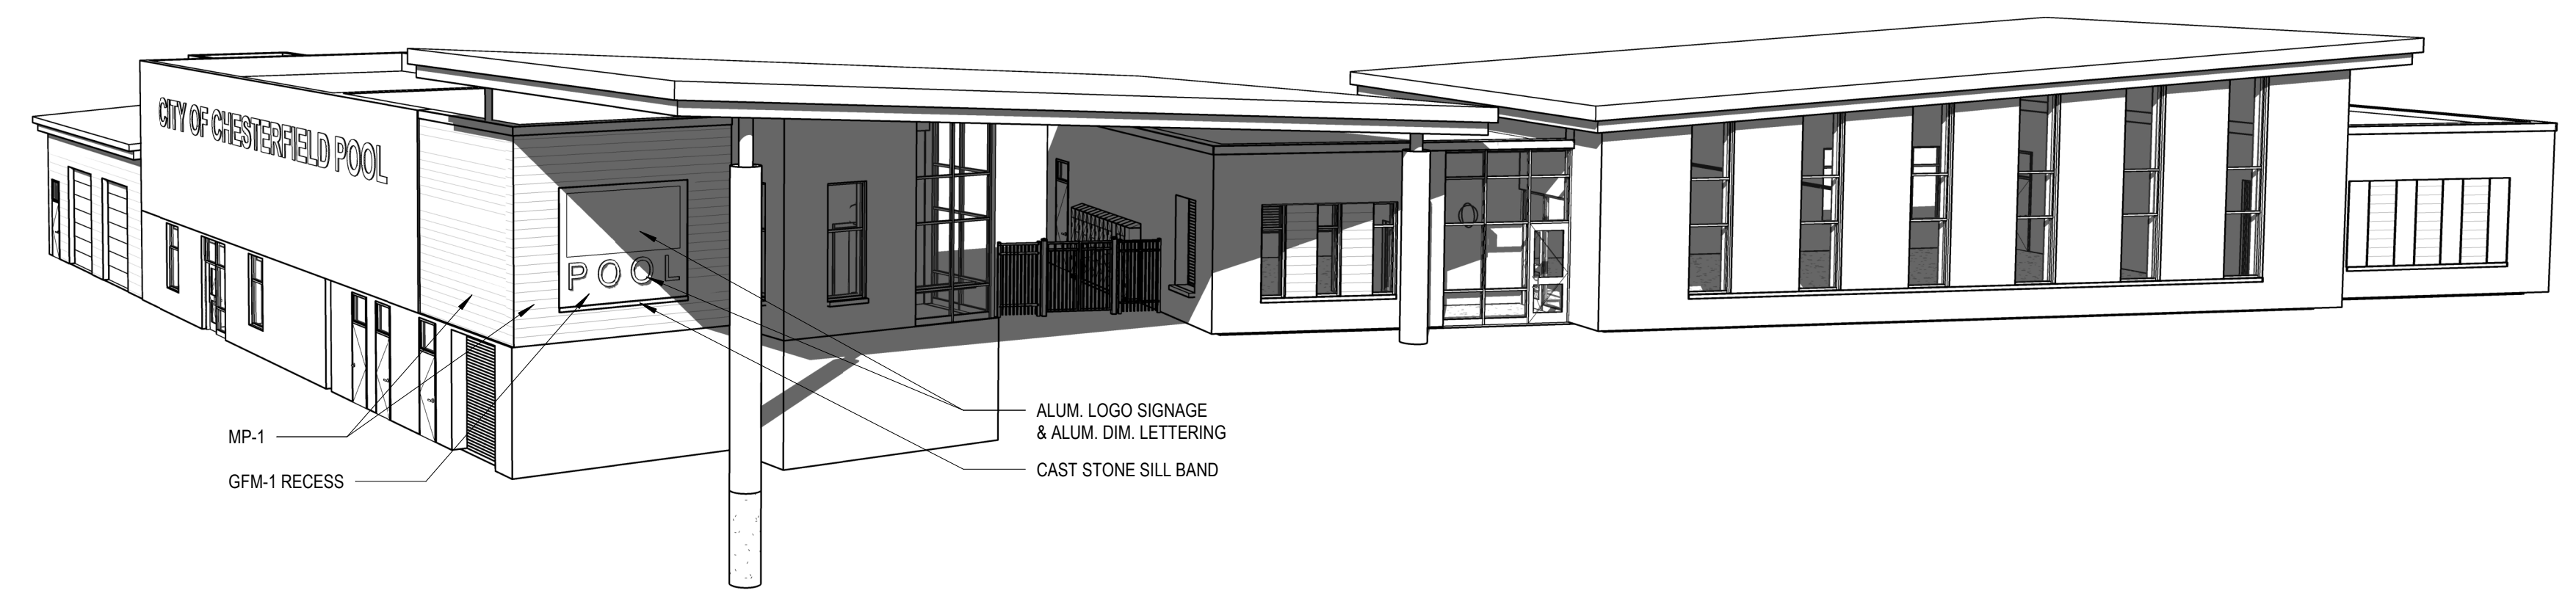 CITY OF CHESTERFIELD POOL
POOL
ALUM. LOGO SIGNAGE
& ALUM. DIM. LETTERING
MP-1
CAST STONE SILL BAND
GFM-1 RECESS